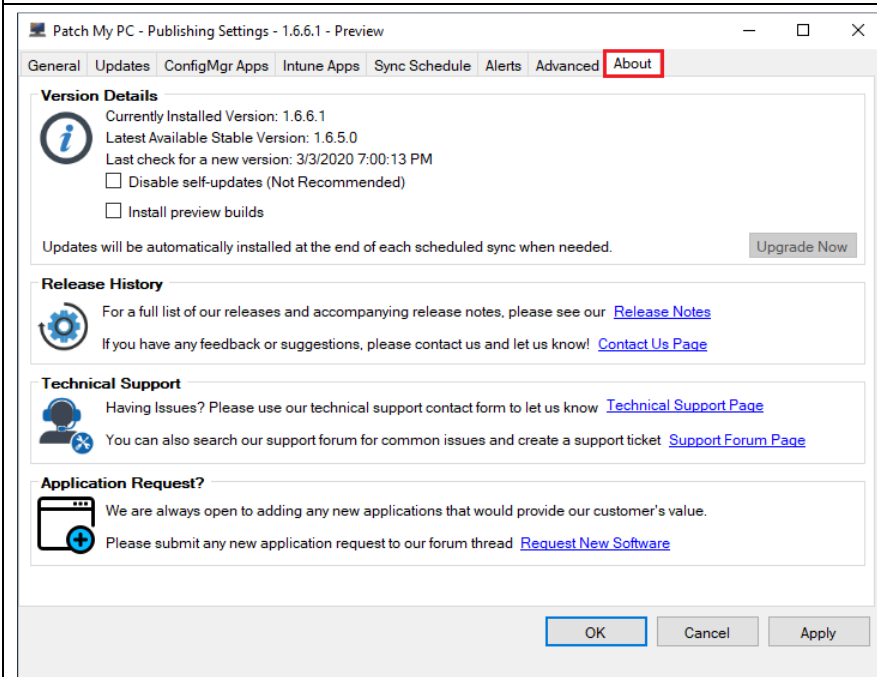 Patch My PC - Publishing Settings - 1.6.6.1 - Preview
General Updates ConfigMgr Apps Intune Apps Sync Schedule Alerts Advanced About
Version Details
Currently Installed Version: 1.6.6.1
Latest Available Stable Version: 1.6.5.0
Last check for a new version: 3/3/2020 7:00:13 PM
Disable self-updates (Not Recommended)
Install preview builds
Updates will be automatically installed at the end of each scheduled sync when needed. Upgrade Now
Release History
For a full list of our releases and accompanying release notes, please see our Release Notes
If you have any feedback or suggestions, please contact us and let us know! Contact Us Page
Technical Support
Having Issues? Please use our technical support contact form to let us know Technical Support Page
You can also search our support forum for common issues and create a support ticket Support Forum Page
Application Request?
We are always open to adding any new applications that would provide our customer's value.
Please submit any new application request to our forum thread Request New Software
OK Cancel Apply